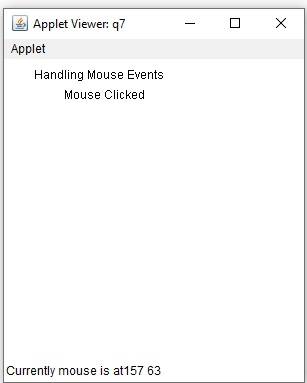 Applet Viewer: q7
Applet
Handling Mouse Events
Mouse Clicked
Currently mouse is at157 63